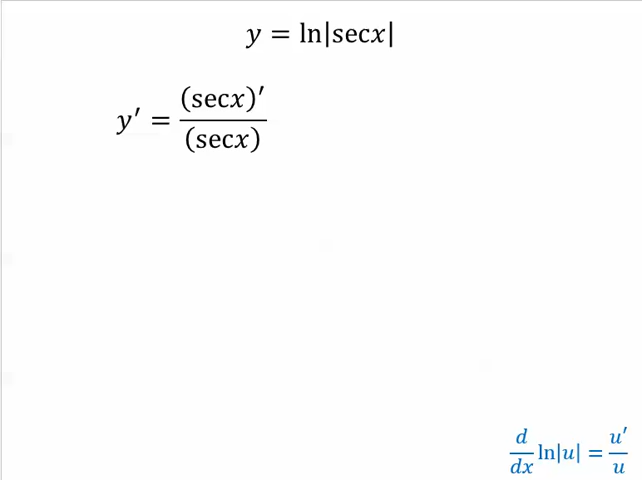 y = ln|secx|
y′ = (secx)′ / (secx)
d/dx ln|u| = u′/u